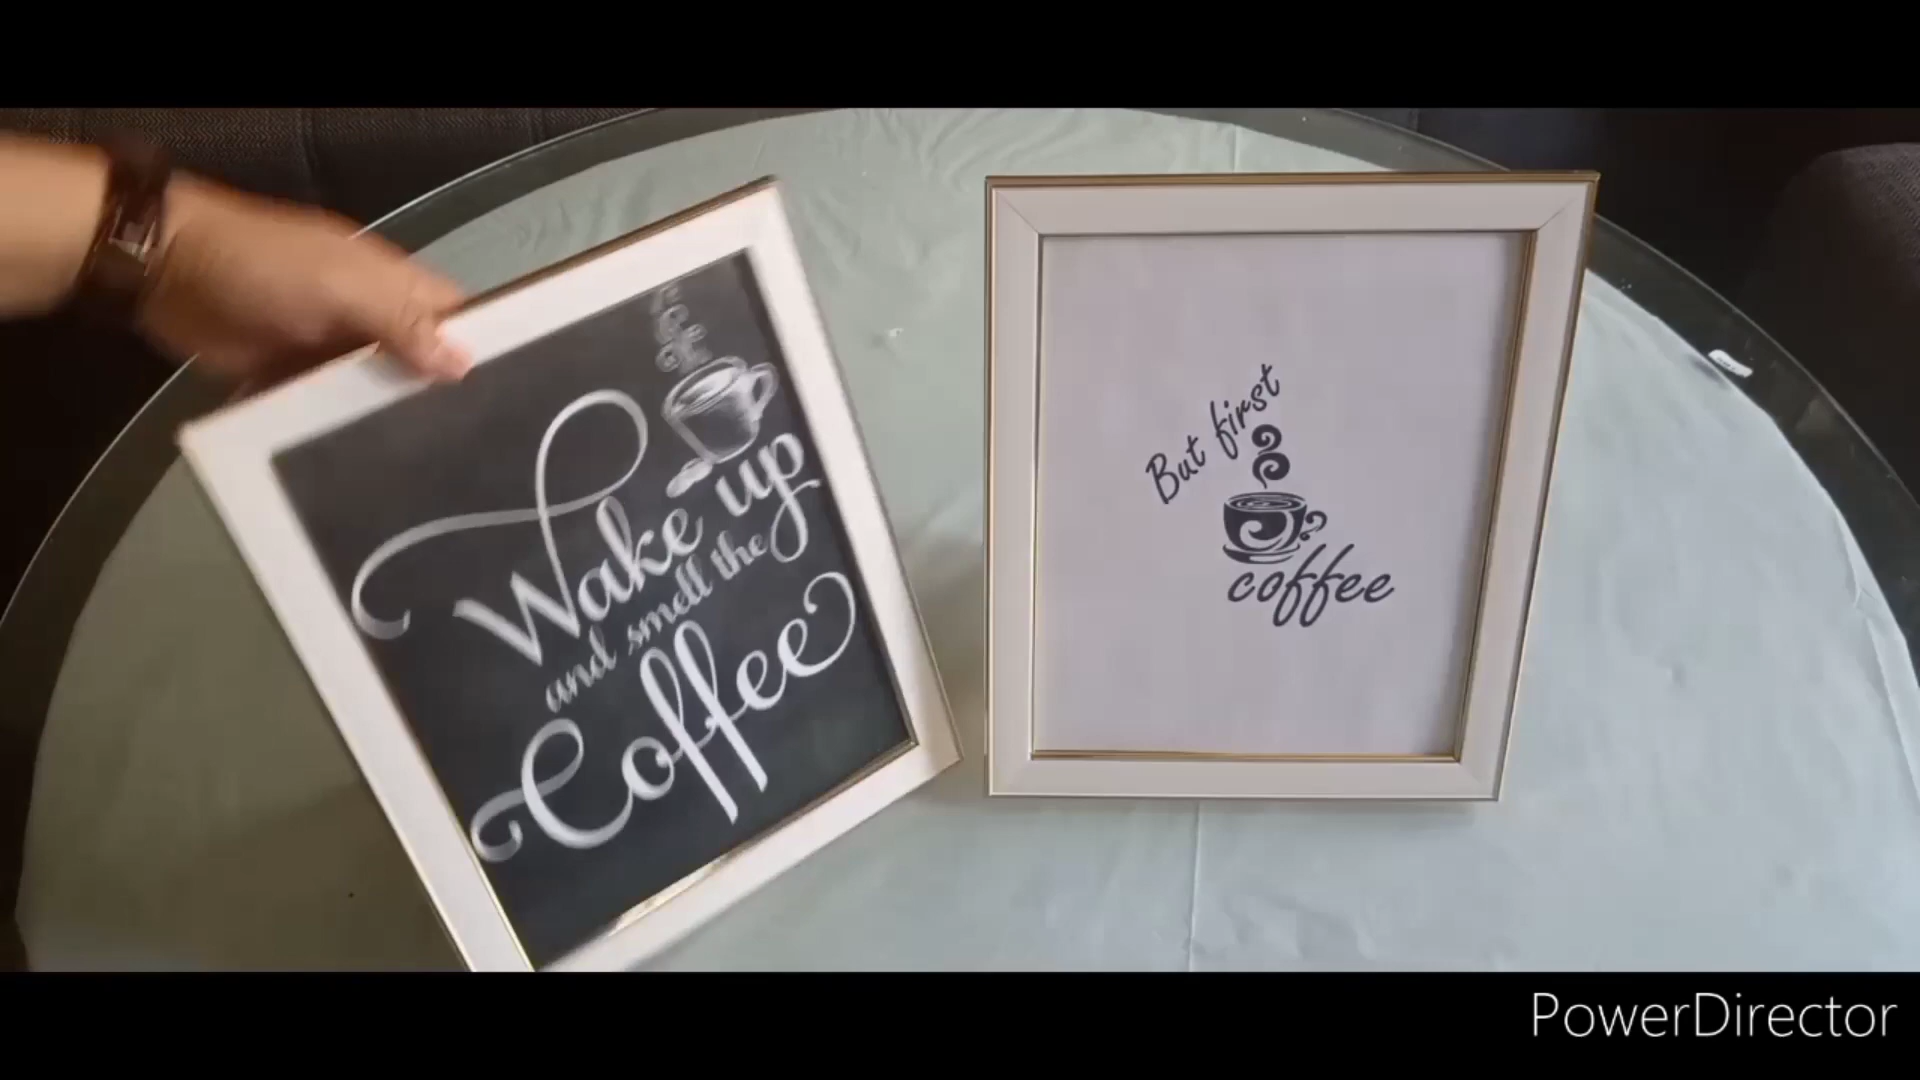 Wake up
and smell the
Coffee
But first
coffee
PowerDirector